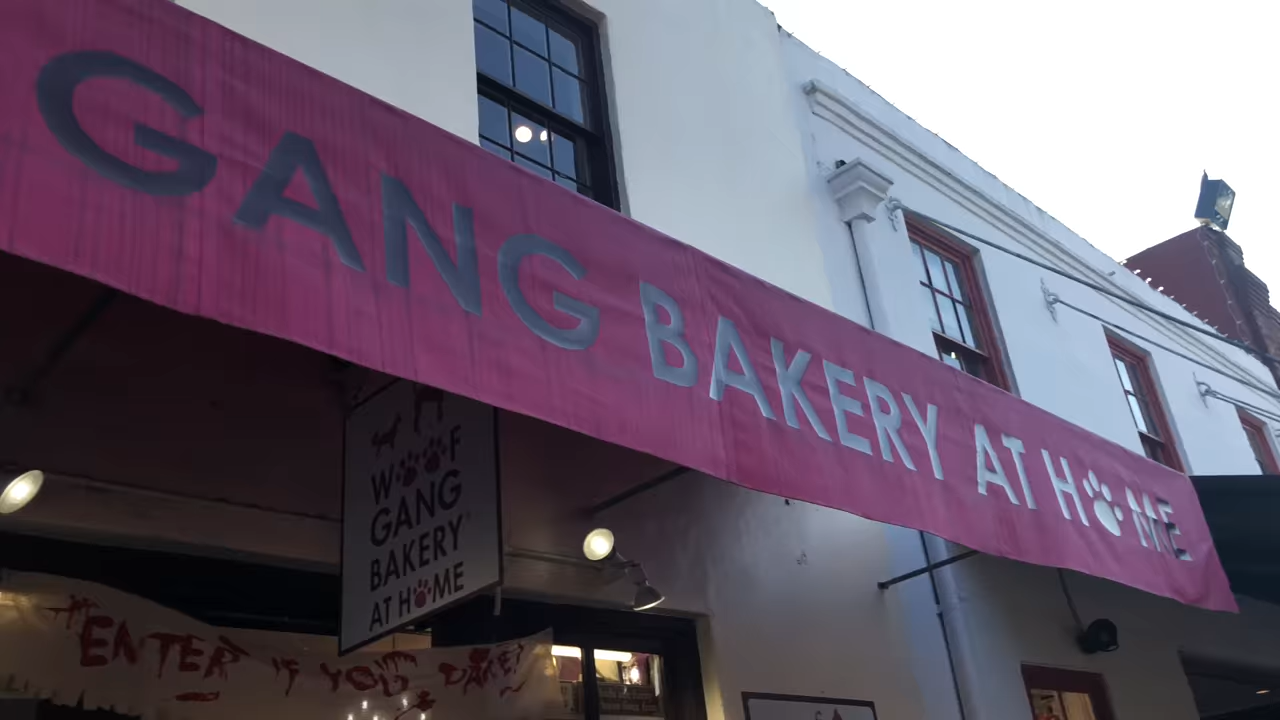 GANG BAKERY AT HOME
WOOF
GANG
BAKERY
AT HOME
ENTER IF YOU DARE!